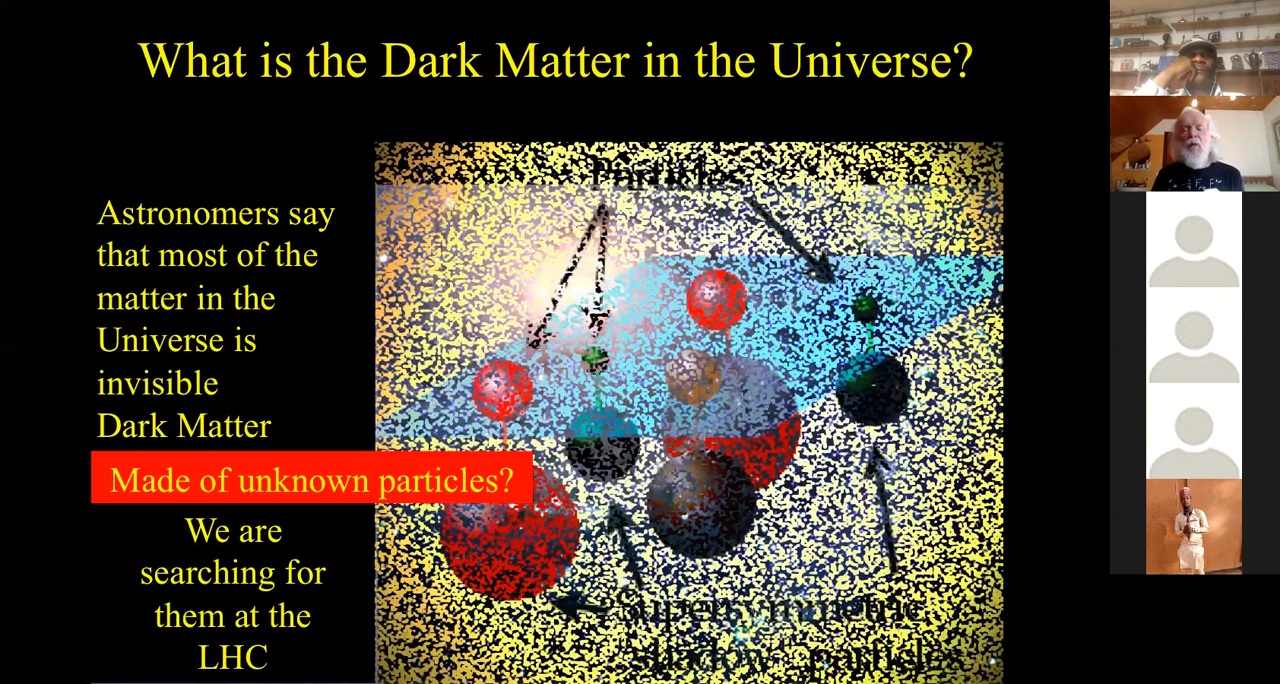 What is the Dark Matter in the Universe?
Particles
Astronomers say
that most of the
matter in the
Universe is
invisible
Dark Matter
Made of unknown particles?
We are
searching for
them at the
LHC
Supersymmetric
"shadow" particles